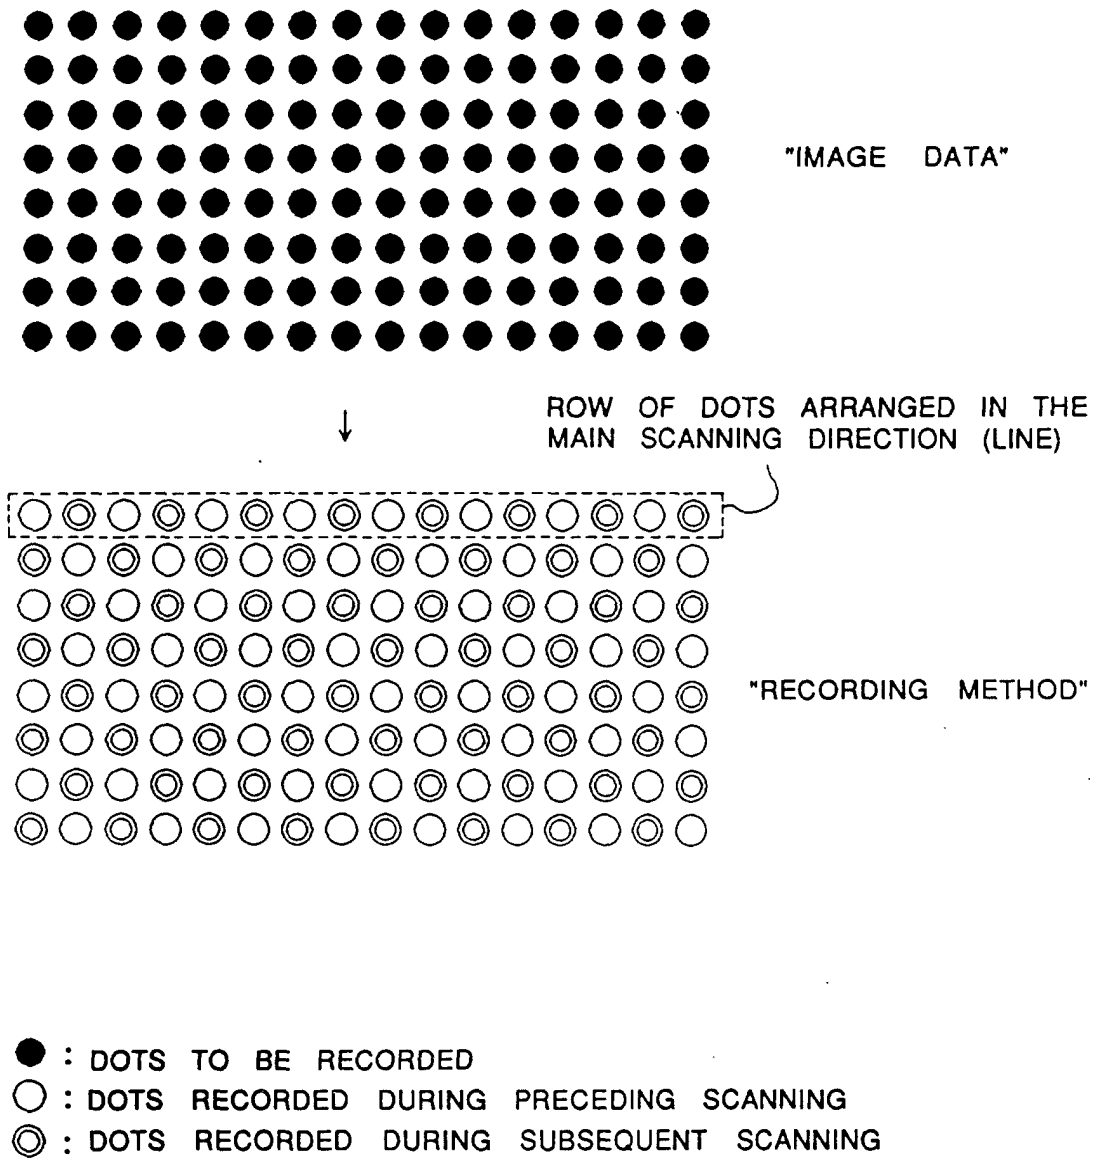 "IMAGE DATA"
ROW OF DOTS ARRANGED IN THE
MAIN SCANNING DIRECTION (LINE)
"RECORDING METHOD"
: DOTS TO BE RECORDED
: DOTS RECORDED DURING PRECEDING SCANNING
: DOTS RECORDED DURING SUBSEQUENT SCANNING